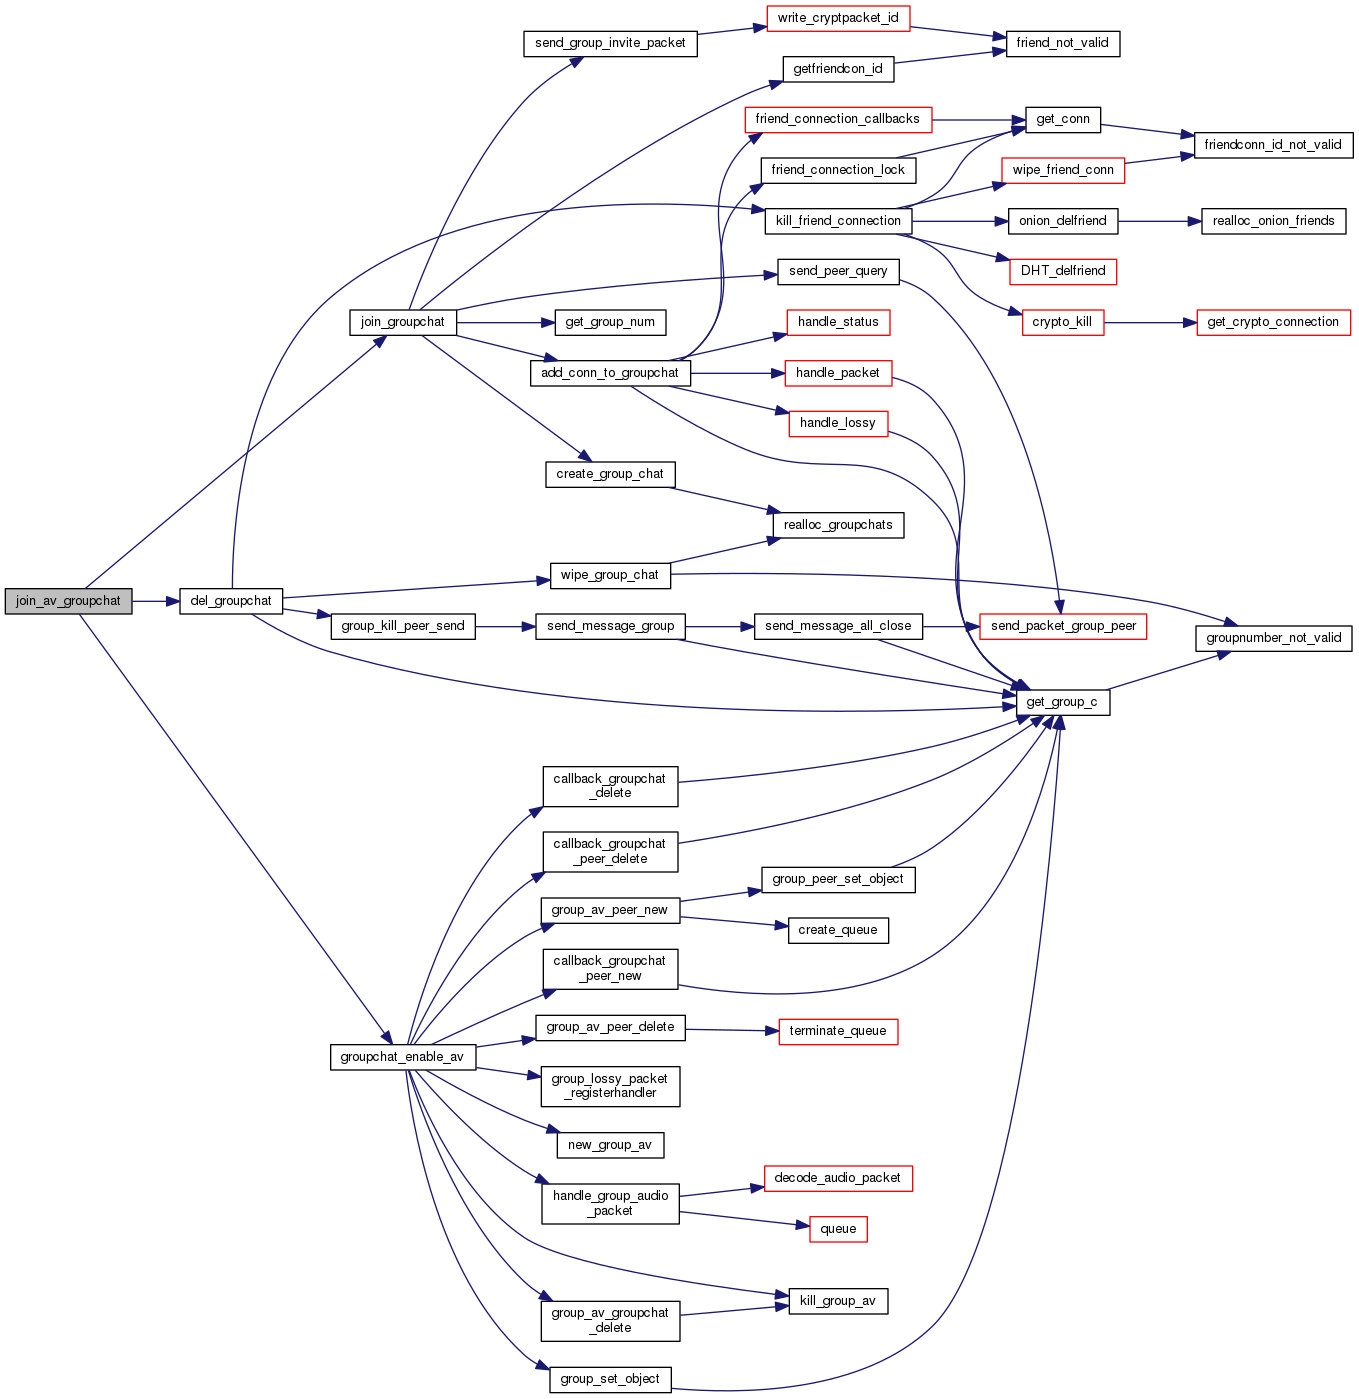 write_cryptpacket_id
send_group_invite_packet
friend_not_valid
getfriendcon_id
friend_connection_callbacks
get_conn
friendconn_id_not_valid
friend_connection_lock
wipe_friend_conn
kill_friend_connection
onion_delfriend
realloc_onion_friends
send_peer_query
DHT_delfriend
join_groupchat
get_group_num
handle_status
crypto_kill
get_crypto_connection
add_conn_to_groupchat
handle_packet
handle_lossy
create_group_chat
realloc_groupchats
wipe_group_chat
join_av_groupchat
del_groupchat
group_kill_peer_send
send_message_group
send_message_all_close
send_packet_group_peer
groupnumber_not_valid
get_group_c
callback_groupchat
_delete
callback_groupchat
_peer_delete
group_peer_set_object
group_av_peer_new
create_queue
callback_groupchat
_peer_new
group_av_peer_delete
terminate_queue
groupchat_enable_av
group_lossy_packet
_registerhandler
new_group_av
decode_audio_packet
handle_group_audio
_packet
queue
kill_group_av
group_av_groupchat
_delete
group_set_object